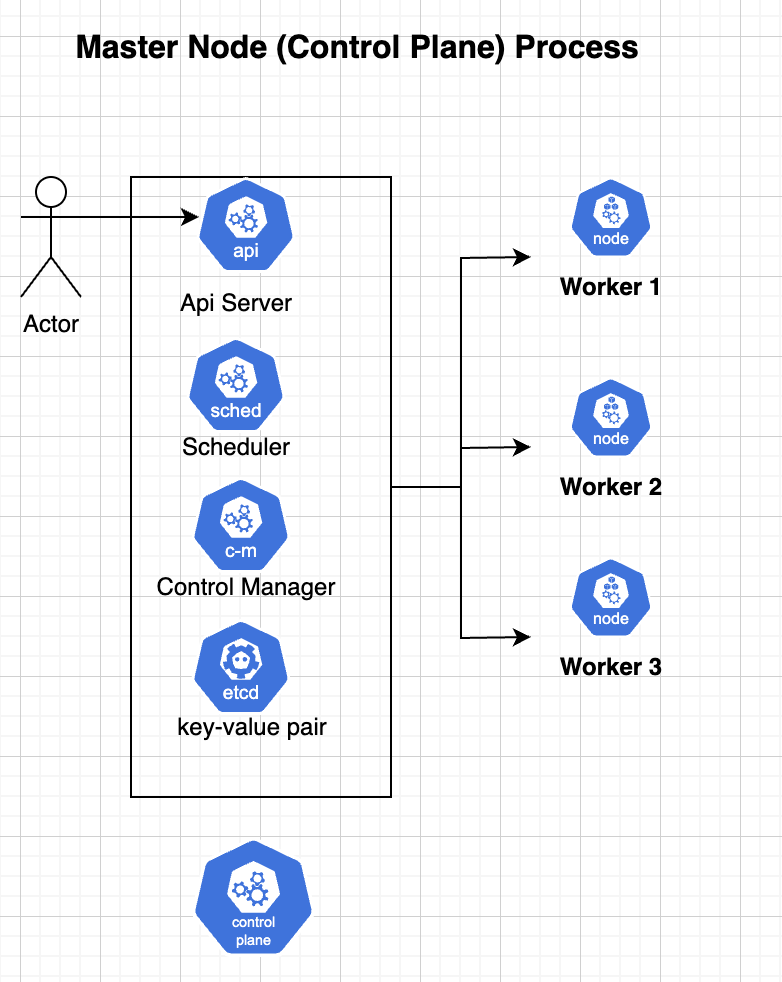 Master Node (Control Plane) Process
api
Api Server
Actor
sched
Scheduler
c-m
Control Manager
etcd
key-value pair
control
plane
node
Worker 1
node
Worker 2
node
Worker 3